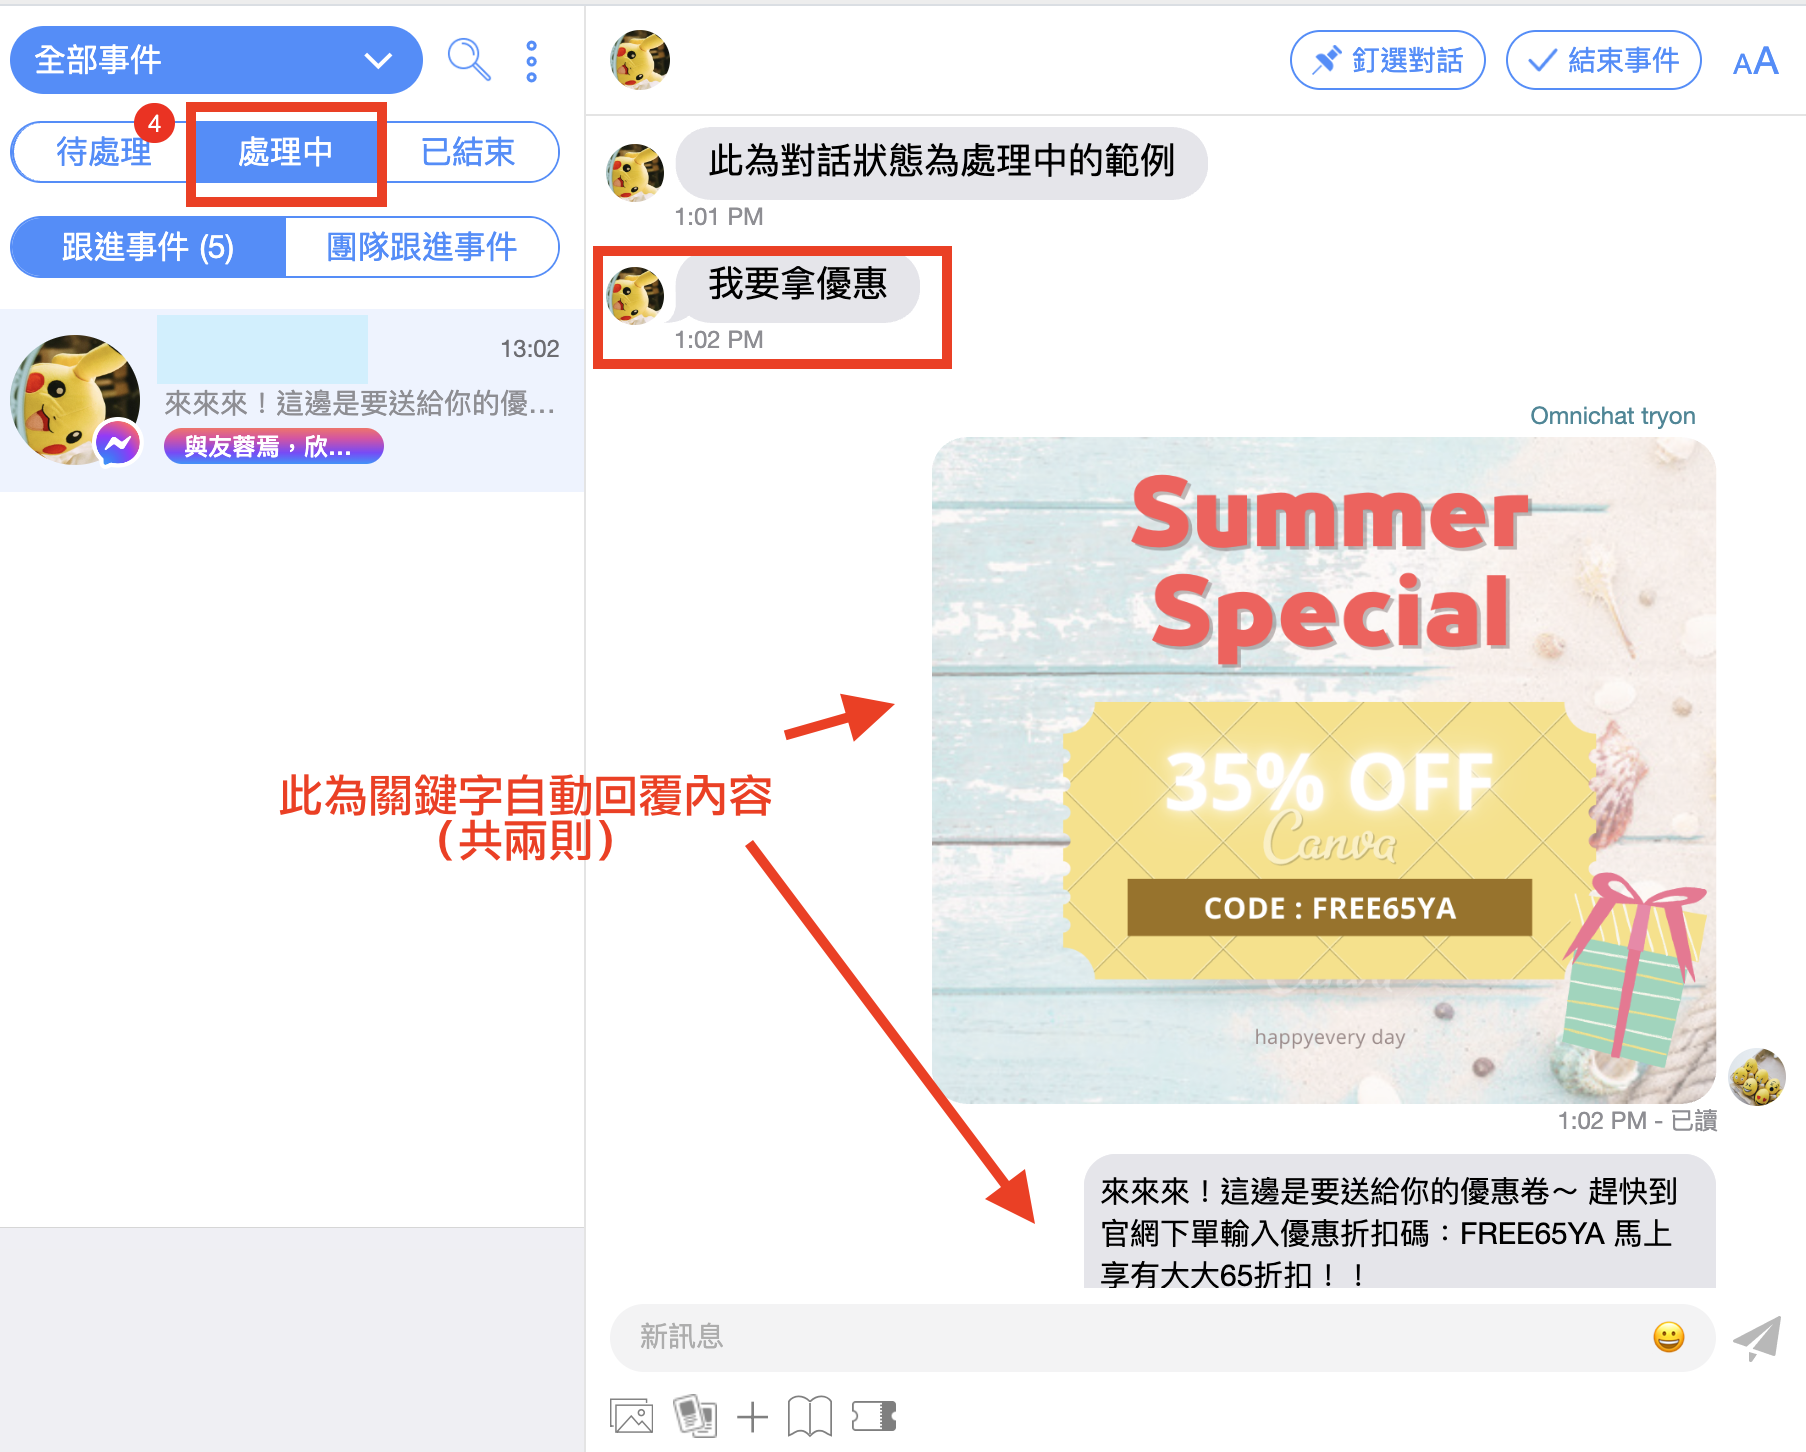 全部事件
待處理
4
處理中
已結束
跟進事件 (5)
團隊跟進事件
13:02
來來來！這邊是要送給你的優...
與友蓉焉，欣...
釘選對話
結束事件
AA
此為對話狀態為處理中的範例
1:01 PM
我要拿優惠
1:02 PM
Omnichat tryon
Summer
Special
35% OFF
Canva
CODE : FREE65YA
happyevery day
1:02 PM - 已讀
此為關鍵字自動回覆內容
（共兩則）
來來來！這邊是要送給你的優惠卷～ 趕快到
官網下單輸入優惠折扣碼：FREE65YA 馬上
享有大大65折扣！！
新訊息